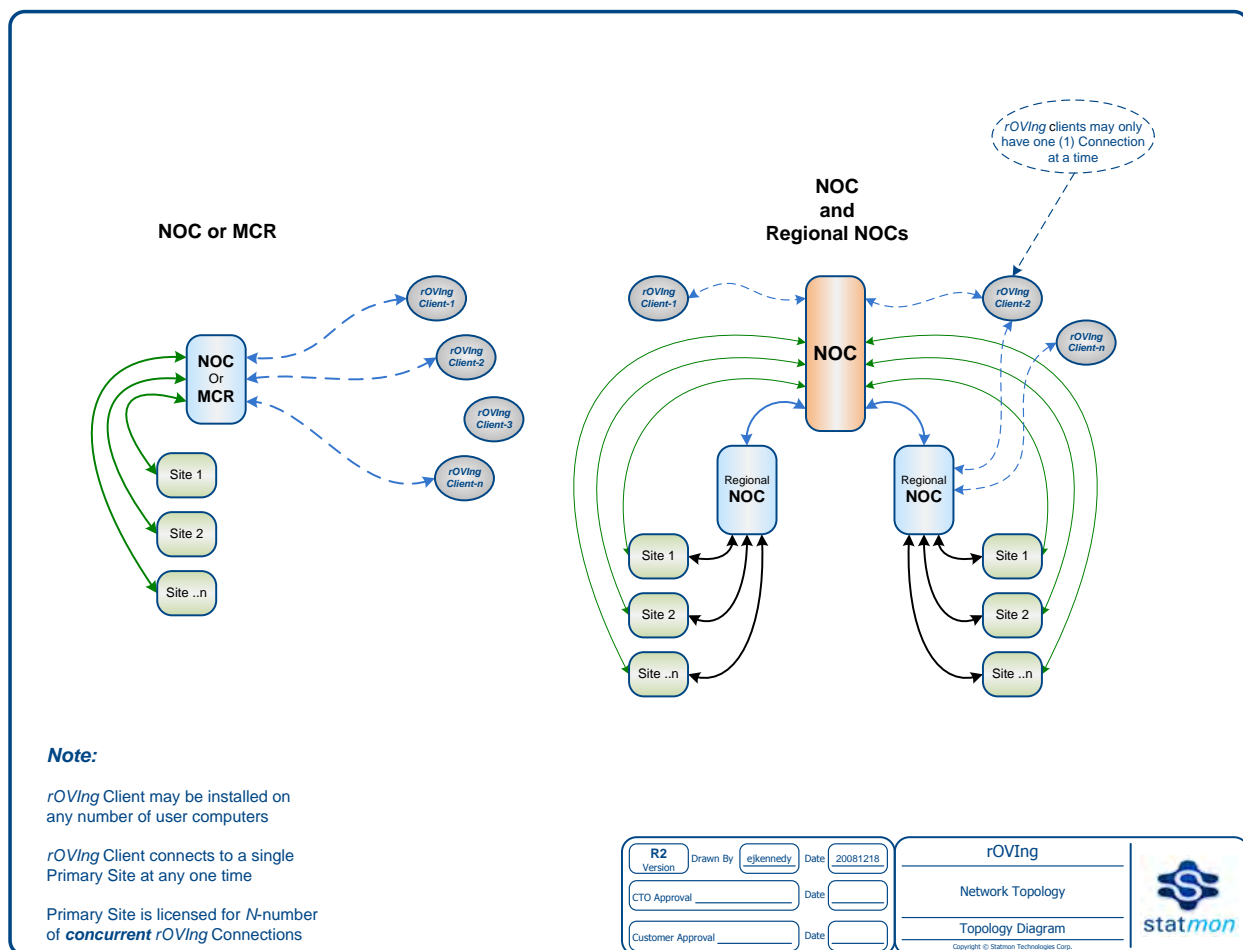 rOVIng clients may only
have one (1) Connection
at a time
NOC or MCR
NOC
and
Regional NOCs
rOVIng
Client-1
rOVIng
Client-2
rOVIng
Client-3
rOVIng
Client-n
NOC
Or
MCR
Site 1
Site 2
Site ..n
rOVIng
Client-1
NOC
rOVIng
Client-2
rOVIng
Client-n
Regional
NOC
Regional
NOC
Site 1
Site 2
Site ..n
Site 1
Site 2
Site ..n
Note:
rOVIng Client may be installed on
any number of user computers
rOVIng Client connects to a single
Primary Site at any one time
Primary Site is licensed for N-number
of concurrent rOVIng Connections
R2
Version
Drawn By ejkennedy Date 20081218
CTO Approval Date
Customer Approval Date
rOVIng
Network Topology
Topology Diagram
Copyright © Statmon Technologies Corp.
statmon